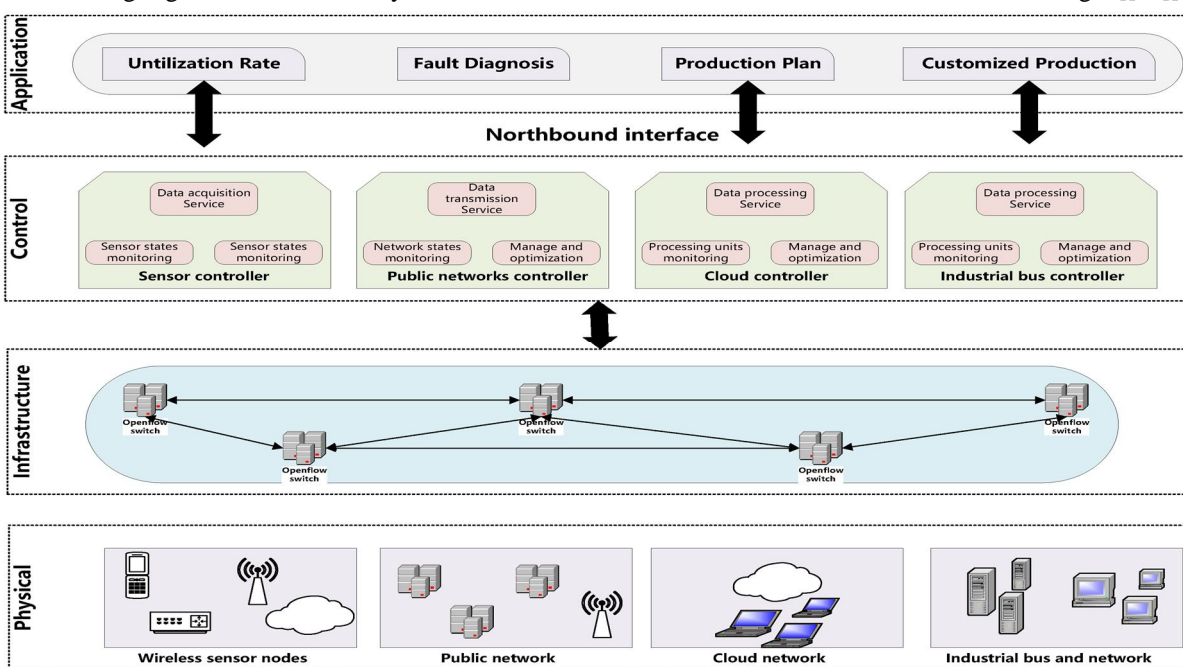 Application
Untilization Rate
Fault Diagnosis
Production Plan
Customized Production
Northbound interface
Control
Data acquisition
Service
Sensor states
monitoring
Sensor states
monitoring
Sensor controller
Data
transmission
Service
Network states
monitoring
Manage and
optimization
Public networks controller
Data processing
Service
Processing units
monitoring
Manage and
optimization
Cloud controller
Data processing
Service
Processing units
monitoring
Manage and
optimization
Industrial bus controller
Infrastructure
Openflow
switch
Openflow
switch
Openflow
switch
Openflow
switch
Openflow
switch
Physical
Wireless sensor nodes
Public network
Cloud network
Industrial bus and network